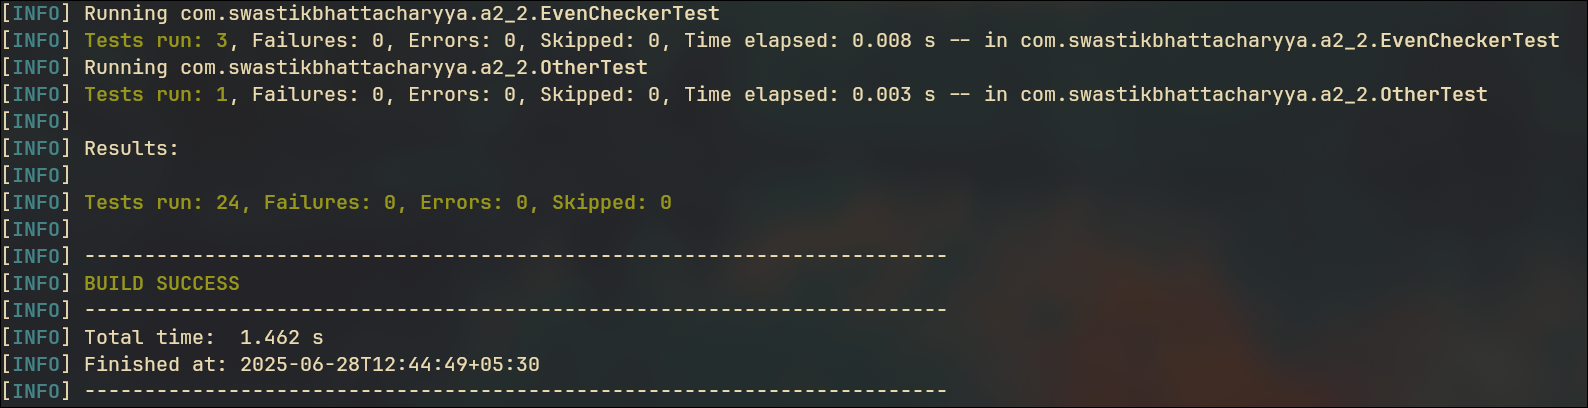 [INFO] Running com.swastikbhattacharyya.a2_2.EvenCheckerTest
[INFO] Tests run: 3, Failures: 0, Errors: 0, Skipped: 0, Time elapsed: 0.008 s -- in com.swastikbhattacharyya.a2_2.EvenCheckerTest
[INFO] Running com.swastikbhattacharyya.a2_2.OtherTest
[INFO] Tests run: 1, Failures: 0, Errors: 0, Skipped: 0, Time elapsed: 0.003 s -- in com.swastikbhattacharyya.a2_2.OtherTest
[INFO]
[INFO] Results:
[INFO]
[INFO] Tests run: 24, Failures: 0, Errors: 0, Skipped: 0
[INFO]
[INFO] ------------------------------------------------------------------------
[INFO] BUILD SUCCESS
[INFO] ------------------------------------------------------------------------
[INFO] Total time:  1.462 s
[INFO] Finished at: 2025-06-28T12:44:49+05:30
[INFO] ------------------------------------------------------------------------